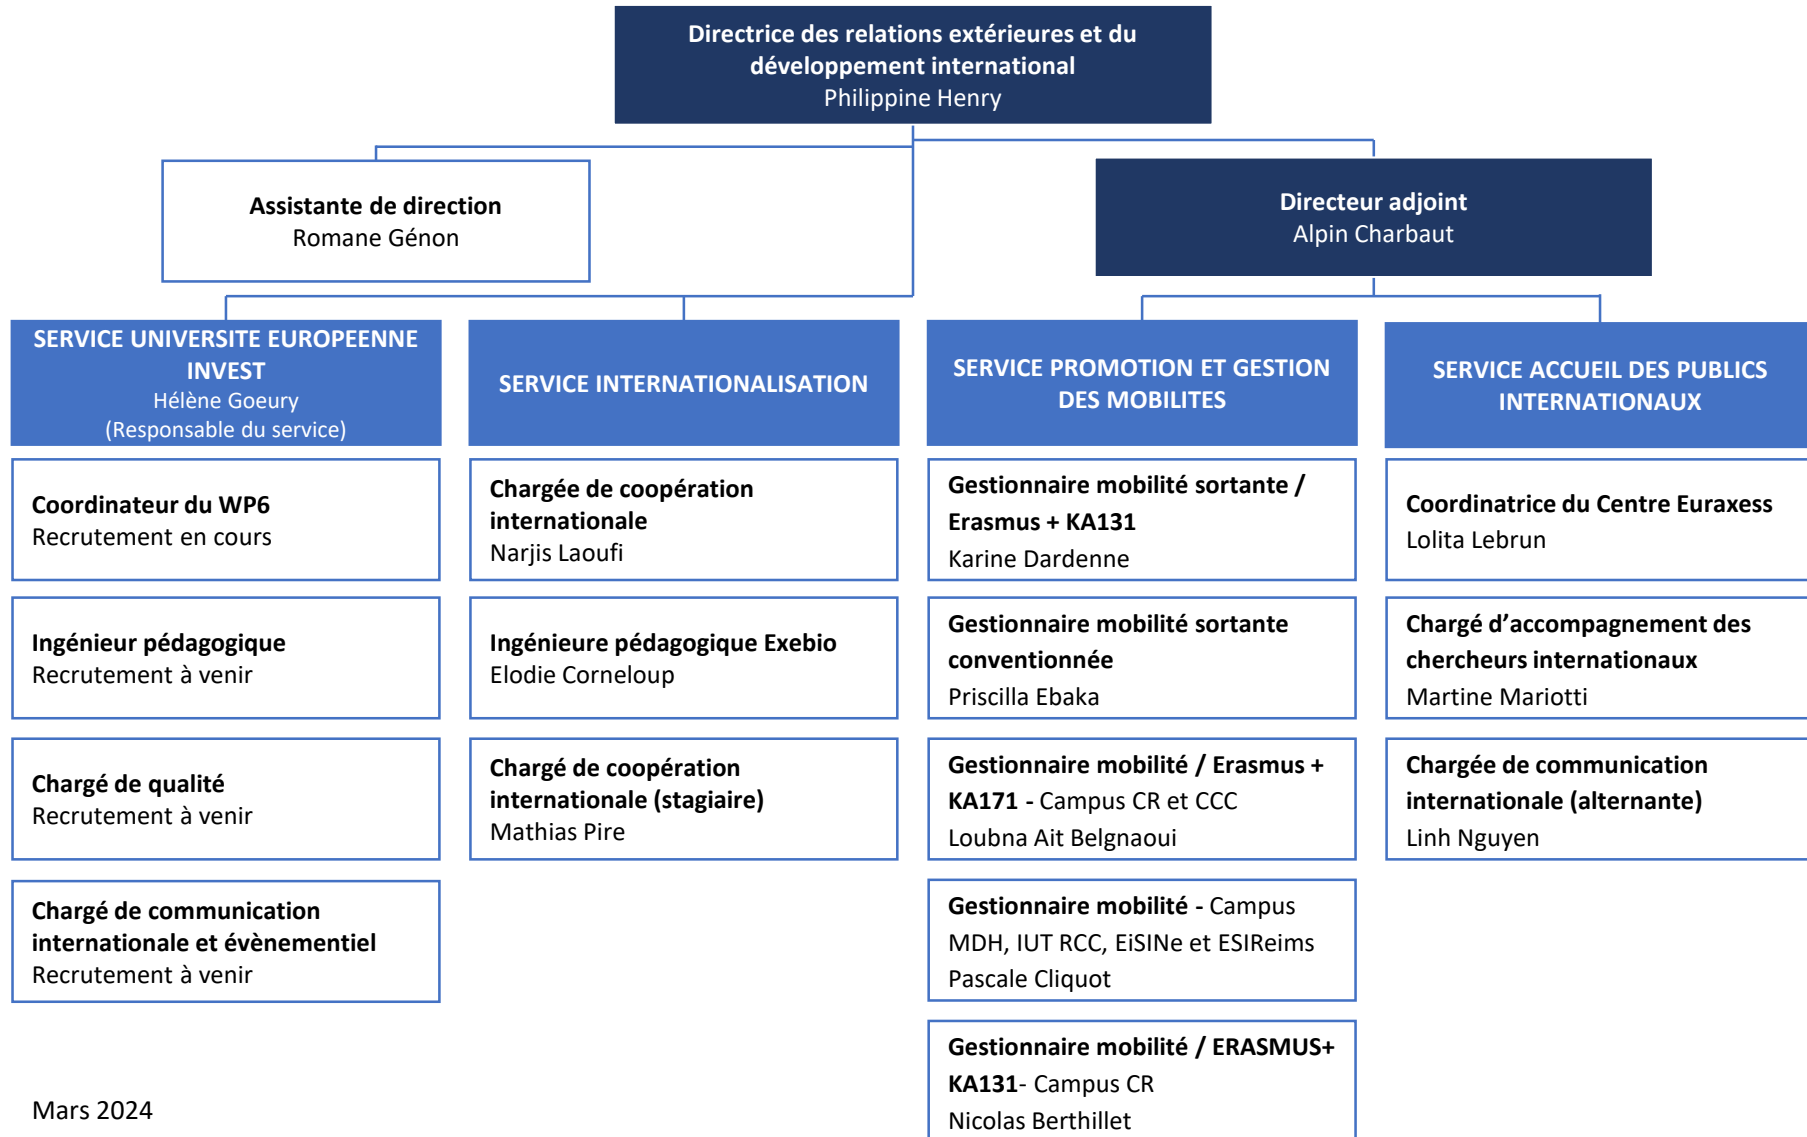 Directrice des relations extérieures et du
développement international
Philippine Henry
Assistante de direction
Romane Génon
Directeur adjoint
Alpin Charbaut
SERVICE UNIVERSITE EUROPEENNE
INVEST
Hélène Goeury
(Responsable du service)
Coordinateur du WP6
Recrutement en cours
Ingénieur pédagogique
Recrutement à venir
Chargé de qualité
Recrutement à venir
Chargé de communication
internationale et évènementiel
Recrutement à venir
SERVICE INTERNATIONALISATION
Chargée de coopération
internationale
Narjis Laoufi
Ingénieure pédagogique Exebio
Elodie Corneloup
Chargé de coopération
internationale (stagiaire)
Mathias Pire
SERVICE PROMOTION ET GESTION
DES MOBILITES
Gestionnaire mobilité sortante /
Erasmus + KA131
Karine Dardenne
Gestionnaire mobilité sortante
conventionnée
Priscilla Ebaka
Gestionnaire mobilité / Erasmus +
KA171 - Campus CR et CCC
Loubna Ait Belgnaoui
Gestionnaire mobilité - Campus
MDH, IUT RCC, EiSINe et ESIReims
Pascale Cliquot
Gestionnaire mobilité / ERASMUS+
KA131- Campus CR
Nicolas Berthillet
SERVICE ACCUEIL DES PUBLICS
INTERNATIONAUX
Coordinatrice du Centre Euraxess
Lolita Lebrun
Chargé d’accompagnement des
chercheurs internationaux
Martine Mariotti
Chargée de communication
internationale (alternante)
Linh Nguyen
Mars 2024